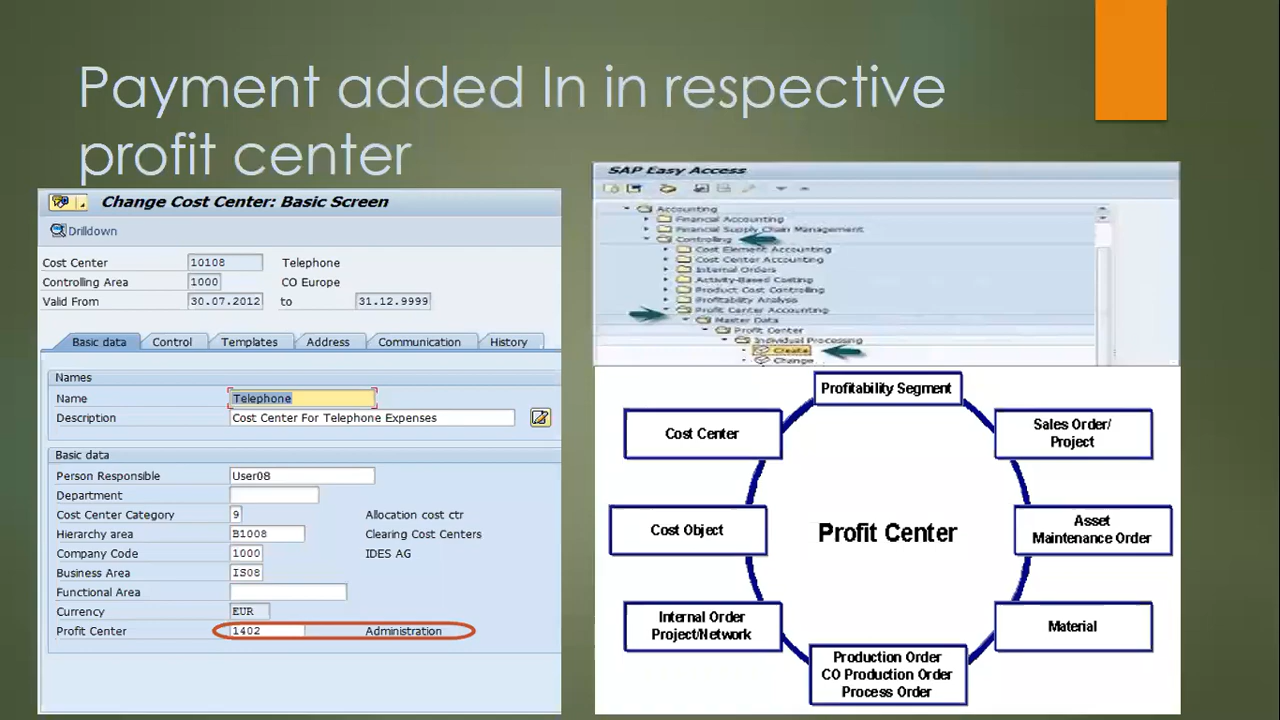 Payment added In in respective
profit center
Change Cost Center: Basic Screen
Drilldown
Cost Center 10108 Telephone
Controlling Area 1000 CO Europe
Valid From 30.07.2012 to 31.12.9999
Basic data Control Templates Address Communication History
Names
Name Telephone
Description Cost Center For Telephone Expenses
Basic data
Person Responsible User08
Department
Cost Center Category 9 Allocation cost ctr
Hierarchy area B1008 Clearing Cost Centers
Company Code 1000 IDES AG
Business Area IS08
Functional Area
Currency EUR
Profit Center 1402 Administration
SAP Easy Access
Accounting
Financial Accounting
Financial Supply Chain Management
Controlling
Cost Element Accounting
Cost Center Accounting
Internal Orders
Activity-Based Costing
Product Cost Controlling
Profitability Analysis
Profit Center Accounting
Master Data
Profit Center
Individual Processing
Create
Change
Profitability Segment
Cost Center
Sales Order/
Project
Cost Object
Profit Center
Asset
Maintenance Order
Internal Order
Project/Network
Material
Production Order
CO Production Order
Process Order